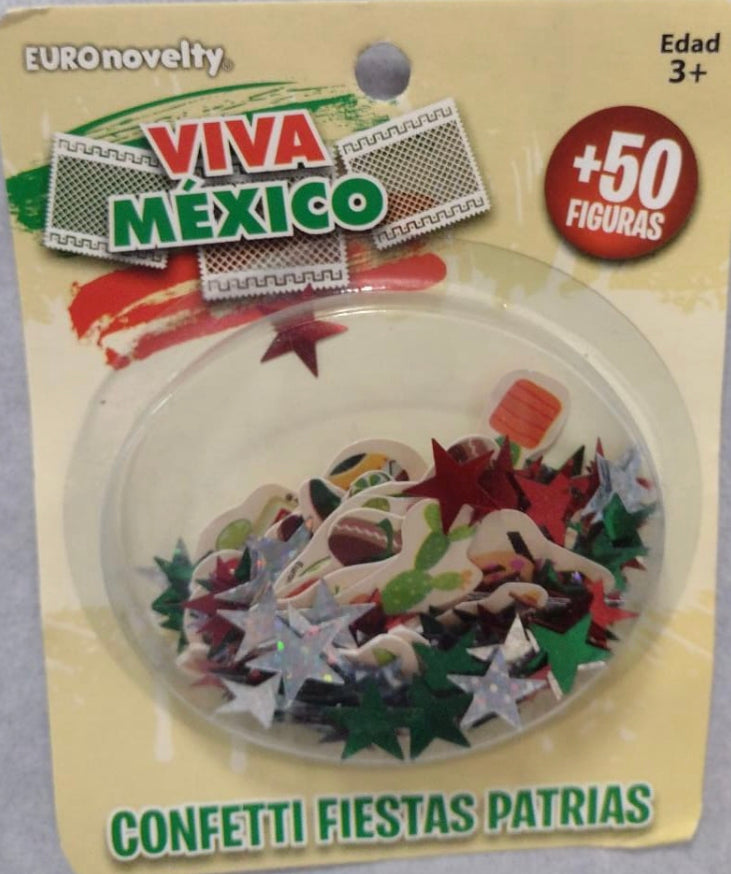 EUROnovelty®
Edad
3+
VIVA
MÉXICO
+50
FIGURAS
CONFETTI FIESTAS PATRIAS